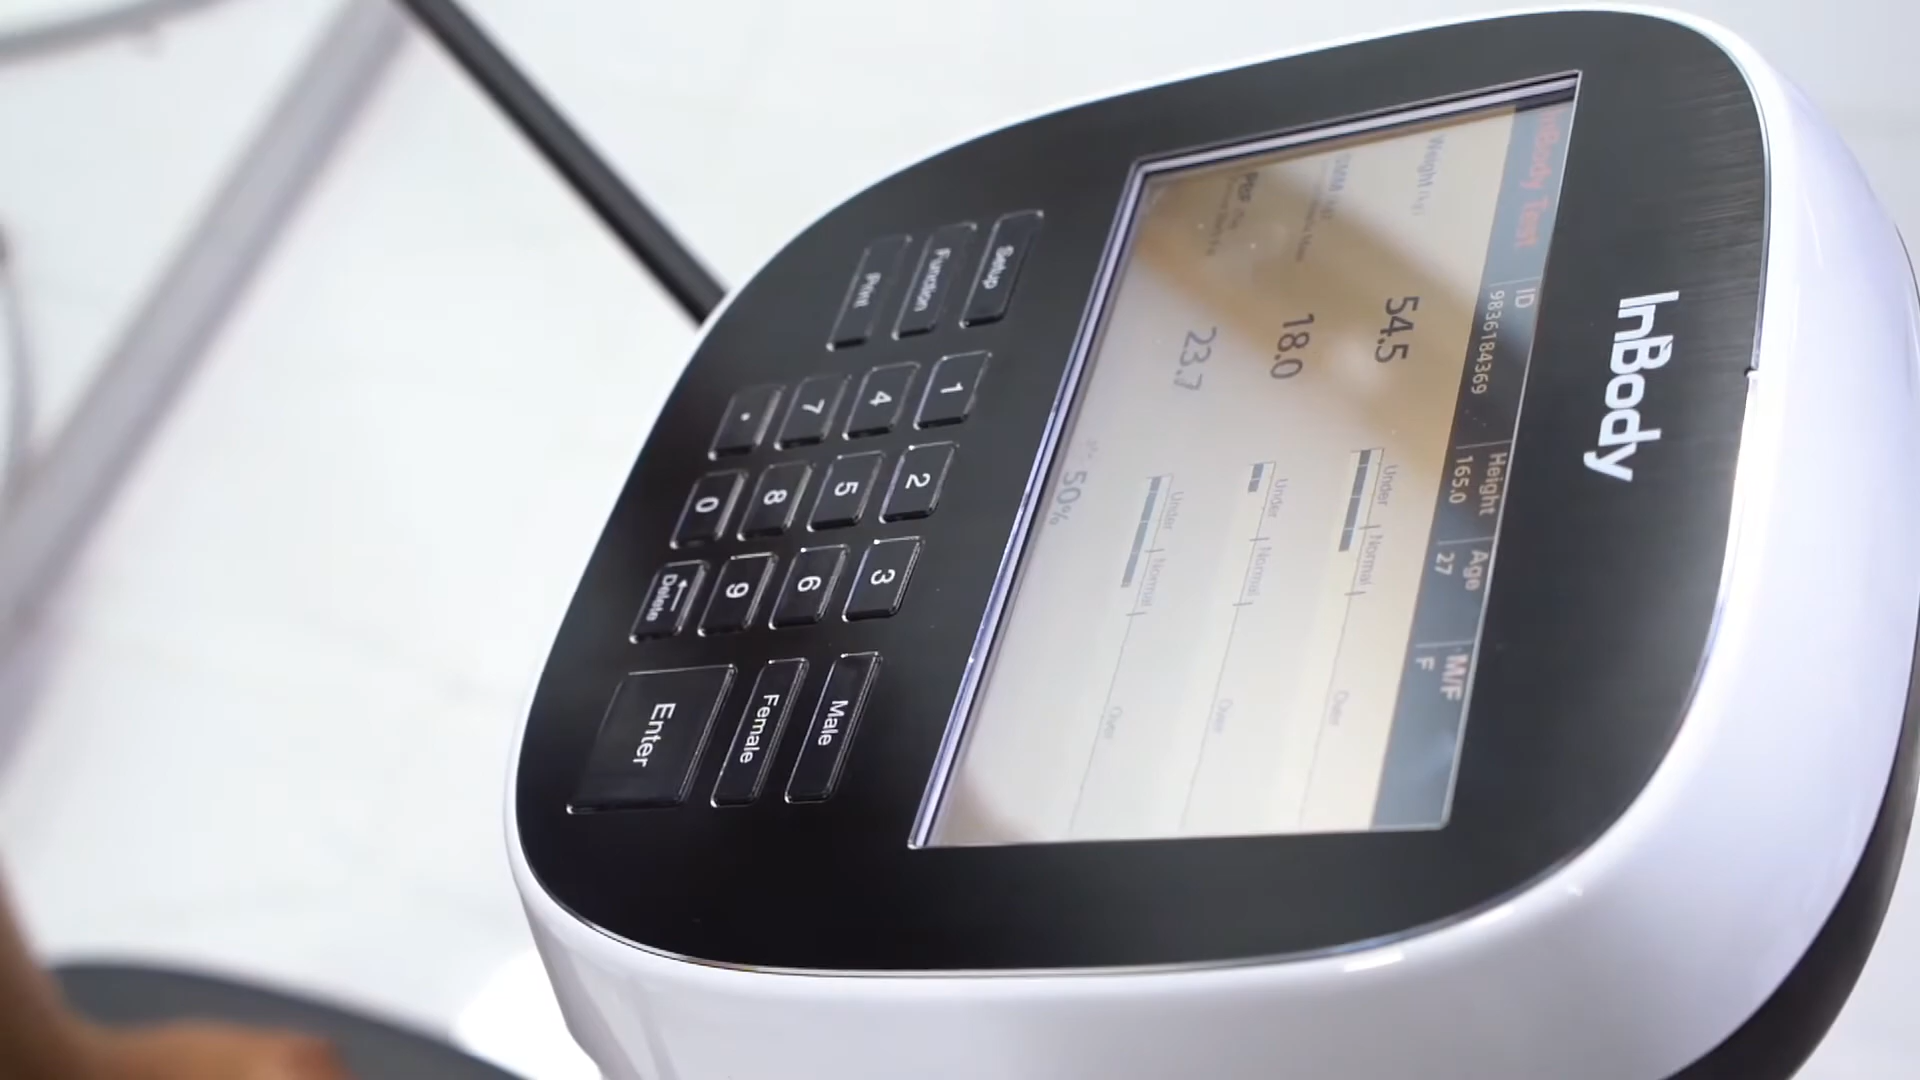 InBody
InBody Test
ID Height Age M/F
9836184369 165.0 27 F
Weight 54.5 Under Normal Over
SMM 18.0 Under Normal Over
PBF 23.7 Under Normal Over
50%
Setup 1 2 3 Male
Function 4 5 6 Female
Print 7 8 9 Enter
. 0 Delete